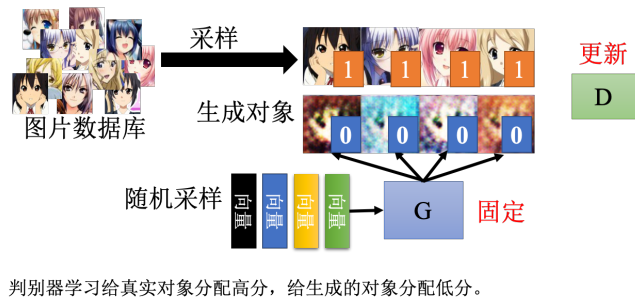 采样
更新
1 1 1 1
D
图片数据库
生成对象
0 0 0 0
随机采样
向量 向量 向量 向量
G
固定
判别器学习给真实对象分配高分，给生成的对象分配低分。